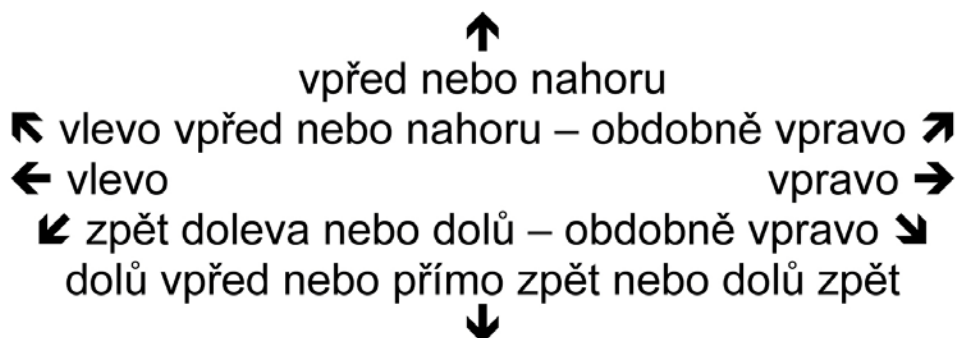 ↑
vpřed nebo nahoru
↖ vlevo vpřed nebo nahoru – obdobně vpravo ↗
← vlevo vpravo →
↙ zpět doleva nebo dolů – obdobně vpravo ↘
dolů vpřed nebo přímo zpět nebo dolů zpět
↓